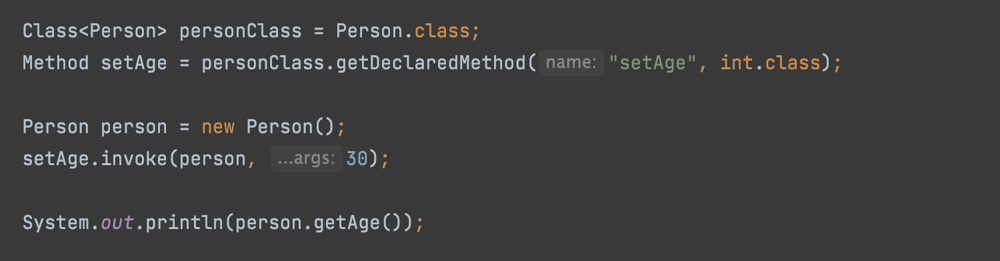 Class<Person> personClass = Person.class;
Method setAge = personClass.getDeclaredMethod( name: "setAge", int.class);
Person person = new Person();
setAge.invoke(person, ...args: 30);
System.out.println(person.getAge());